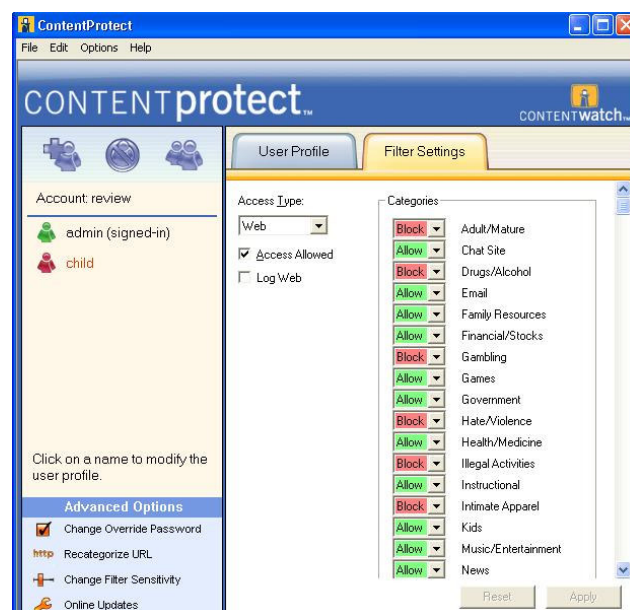 ContentProtect
File Edit Options Help
CONTENTprotect™
CONTENTWatch™
User Profile
Filter Settings
Account: review
admin (signed-in)
child
Click on a name to modify the
user profile.
Advanced Options
Change Override Password
http Recategorize URL
Change Filter Sensitivity
Online Updates
Access Type:
Web
Access Allowed
Log Web
Categories
Block Adult/Mature
Allow Chat Site
Block Drugs/Alcohol
Allow Email
Allow Family Resources
Allow Financial/Stocks
Block Gambling
Allow Games
Allow Government
Block Hate/Violence
Allow Health/Medicine
Block Illegal Activities
Allow Instructional
Block Intimate Apparel
Allow Kids
Allow Music/Entertainment
Allow News
Reset Apply